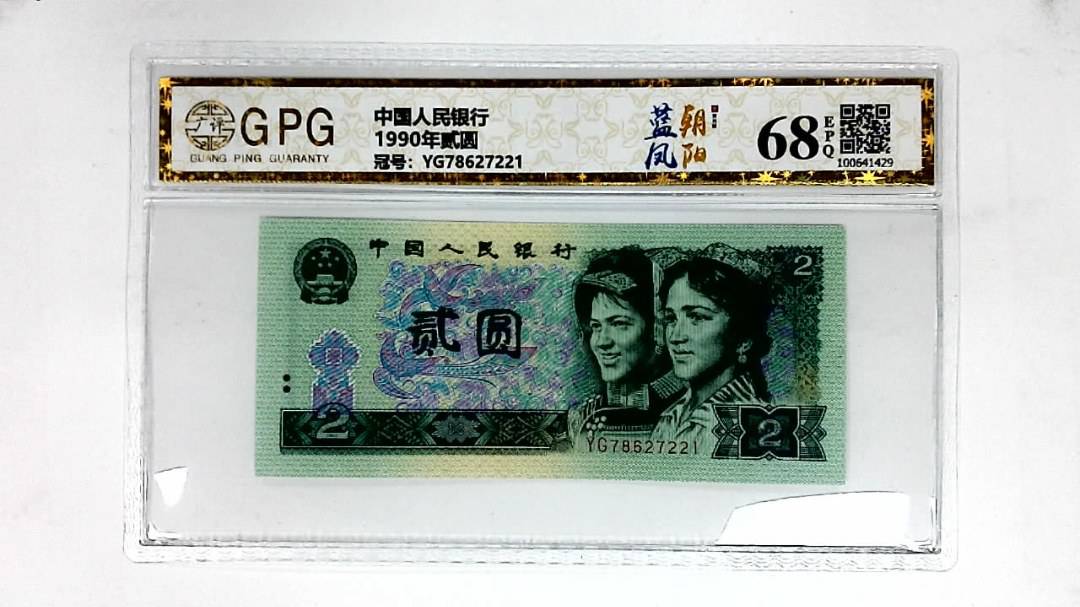 广评
GPG
GUANG PING GUARANTY
中国人民银行
1990年贰圆
冠号：YG78627221
蓝凤
朝阳
68
EPQ
100641429
中国人民银行
2
贰圆
2
YG78627221
2